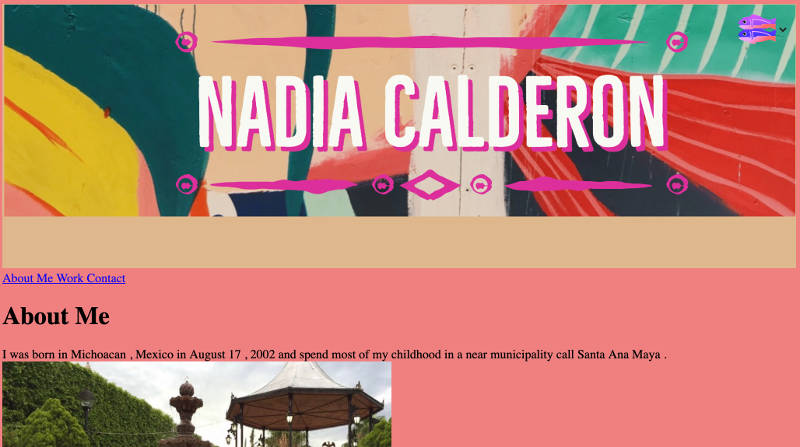 NADIA CALDERON
About Me Work Contact
About Me
I was born in Michoacan , Mexico in August 17 , 2002 and spend most of my childhood in a near municipality call Santa Ana Maya .